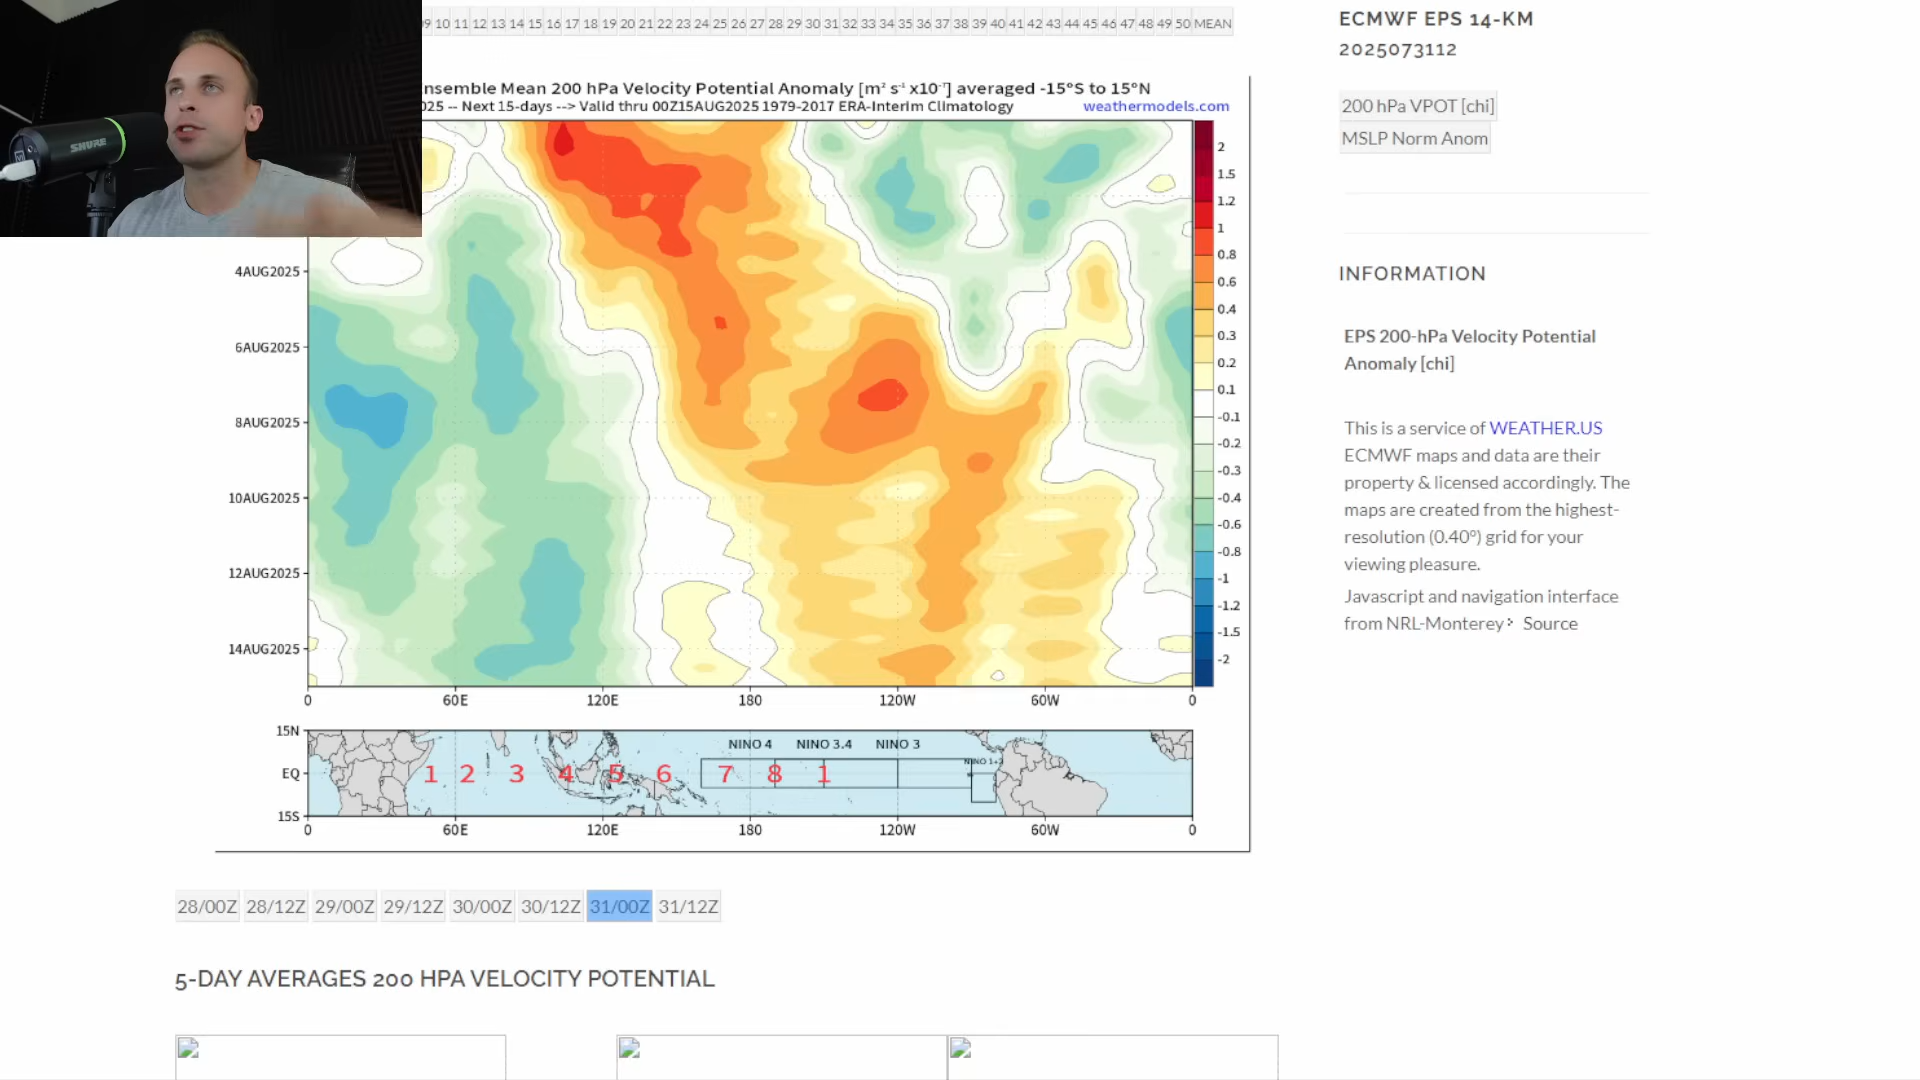 09 10 11 12 13 14 15 16 17 18 19 20 21 22 23 24 25 26 27 28 29 30 31 32 33 34 35 36 37 38 39 40 41 42 43 44 45 46 47 48 49 50 MEAN
ECMWF EPS 14-KM
2025073112
200 hPa VPOT [chi]
MSLP Norm Anom
nsemble Mean 200 hPa Velocity Potential Anomaly [m² s⁻¹ x10⁻⁷] averaged -15°S to 15°N
025 -- Next 15-days --> Valid thru 00Z15AUG2025 1979-2017 ERA-Interim Climatology
weathermodels.com
SHURE
4AUG2025
6AUG2025
8AUG2025
10AUG2025
12AUG2025
14AUG2025
0 60E 120E 180 120W 60W 0
2
1.5
1.2
1
0.8
0.6
0.4
0.3
0.2
0.1
-0.1
-0.2
-0.3
-0.4
-0.6
-0.8
-1
-1.2
-1.5
-2
15N
EQ
15S
NINO 4 NINO 3.4 NINO 3
1 2 3 4 5 6 7 8 1
0 60E 120E 180 120W 60W 0
INFORMATION
EPS 200-hPa Velocity Potential
Anomaly [chi]
This is a service of WEATHER.US
ECMWF maps and data are their
property & licensed accordingly. The
maps are created from the highest-
resolution (0.40º) grid for your
viewing pleasure.
Javascript and navigation interface
from NRL-Monterey Source
28/00Z 28/12Z 29/00Z 29/12Z 30/00Z 30/12Z 31/00Z 31/12Z
5-DAY AVERAGES 200 HPA VELOCITY POTENTIAL